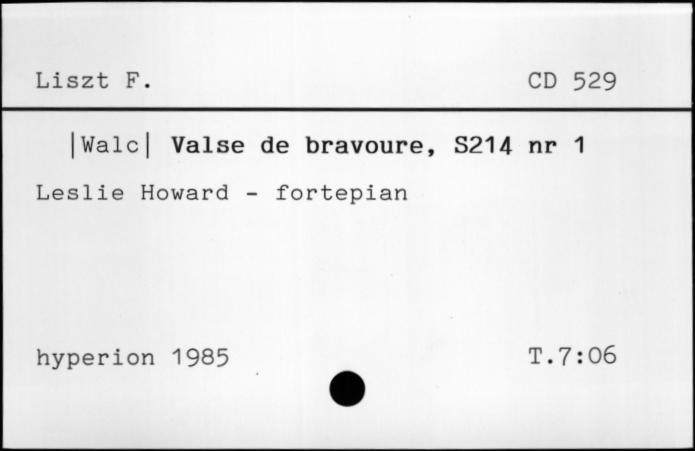 Liszt F. CD 529
|Walc| Valse de bravoure, S214 nr 1
Leslie Howard - fortepian
hyperion 1985 T.7:06